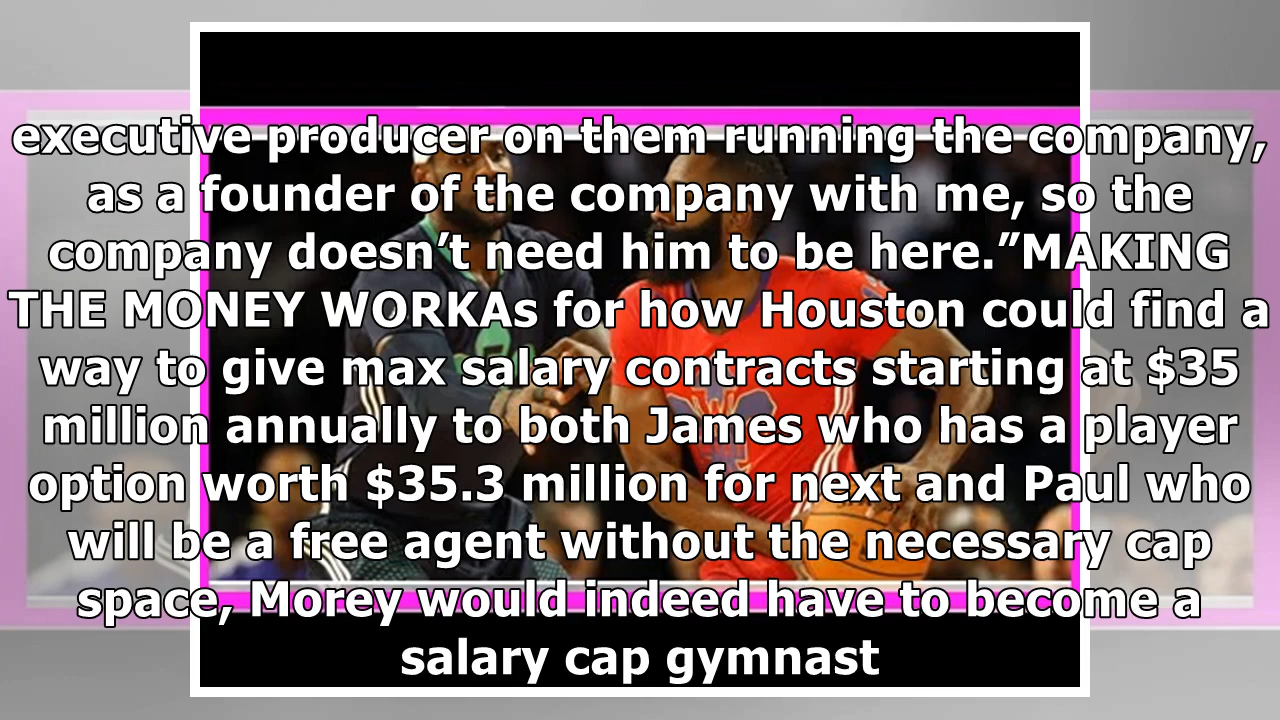 executive producer on them running the company,
as a founder of the company with me, so the
company doesn’t need him to be here.”MAKING
THE MONEY WORKAs for how Houston could find a
way to give max salary contracts starting at $35
million annually to both James who has a player
option worth $35.3 million for next and Paul who
will be a free agent without the necessary cap
space, Morey would indeed have to become a
salary cap gymnast